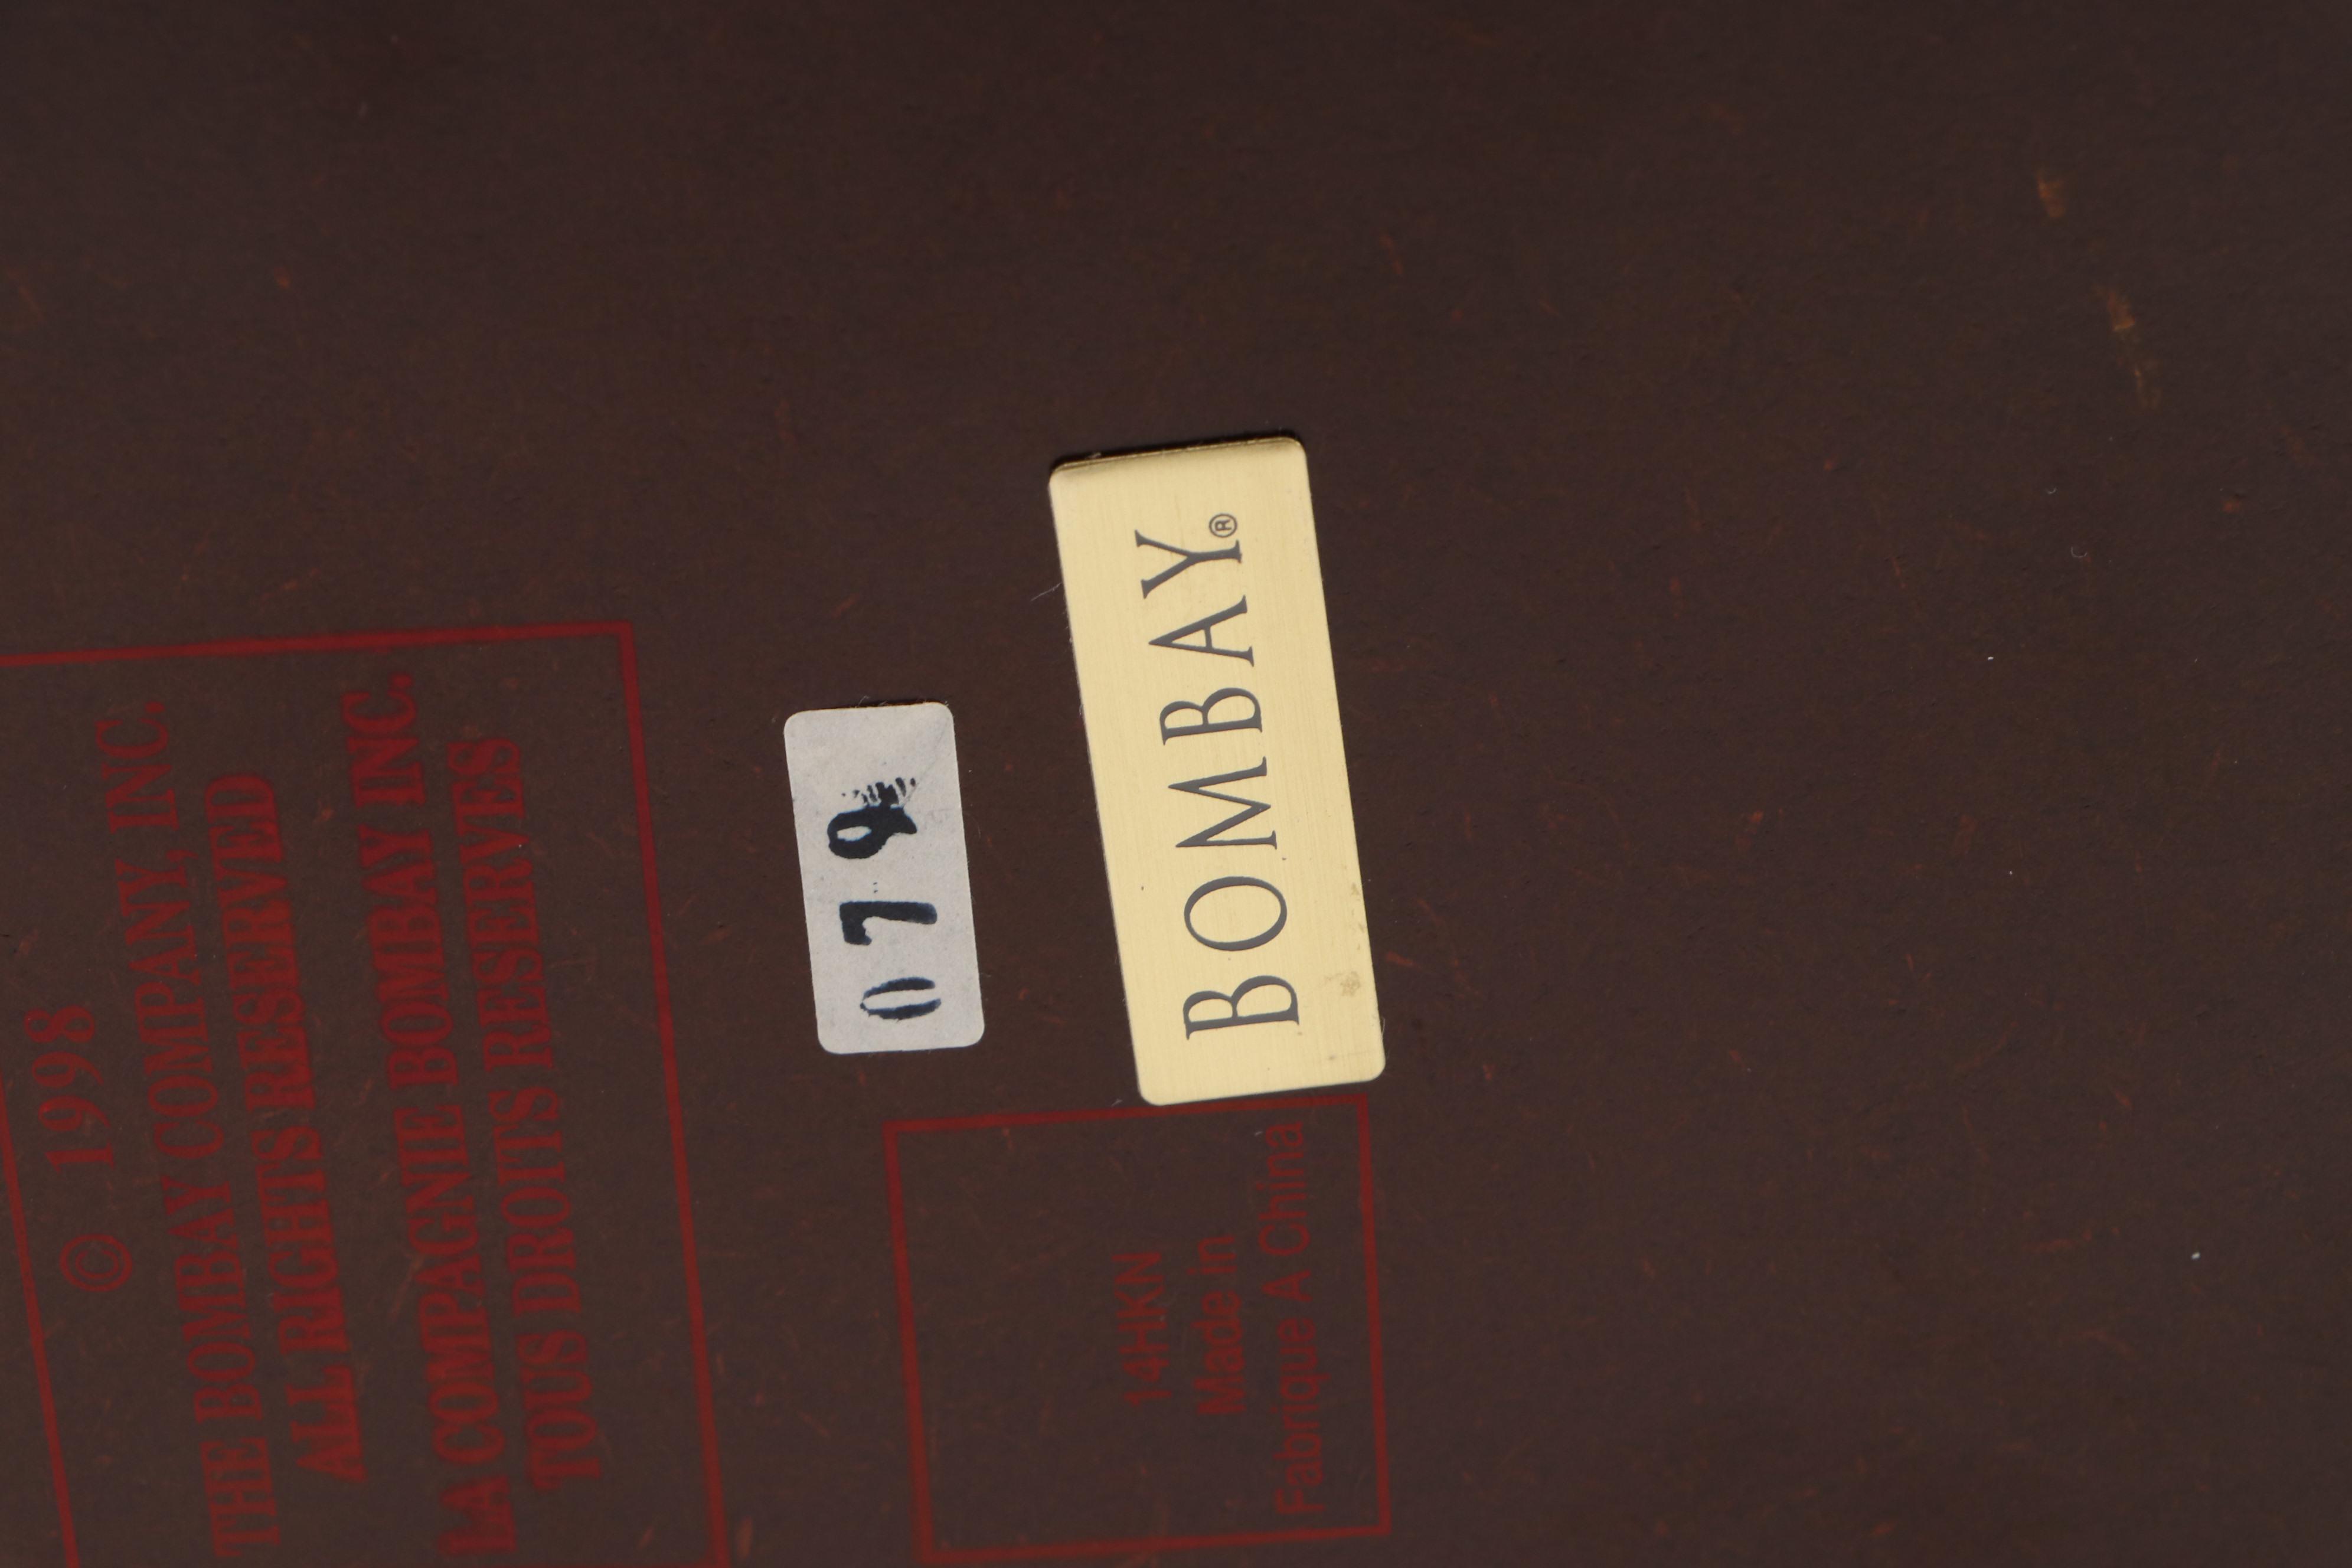 © 1998
THE BOMBAY COMPANY, INC.
ALL RIGHTS RESERVED
LA COMPAGNIE BOMBAY INC.
TOUS DROITS RESERVES
079
BOMBAY®
14HKN
Made in
Fabrique A China